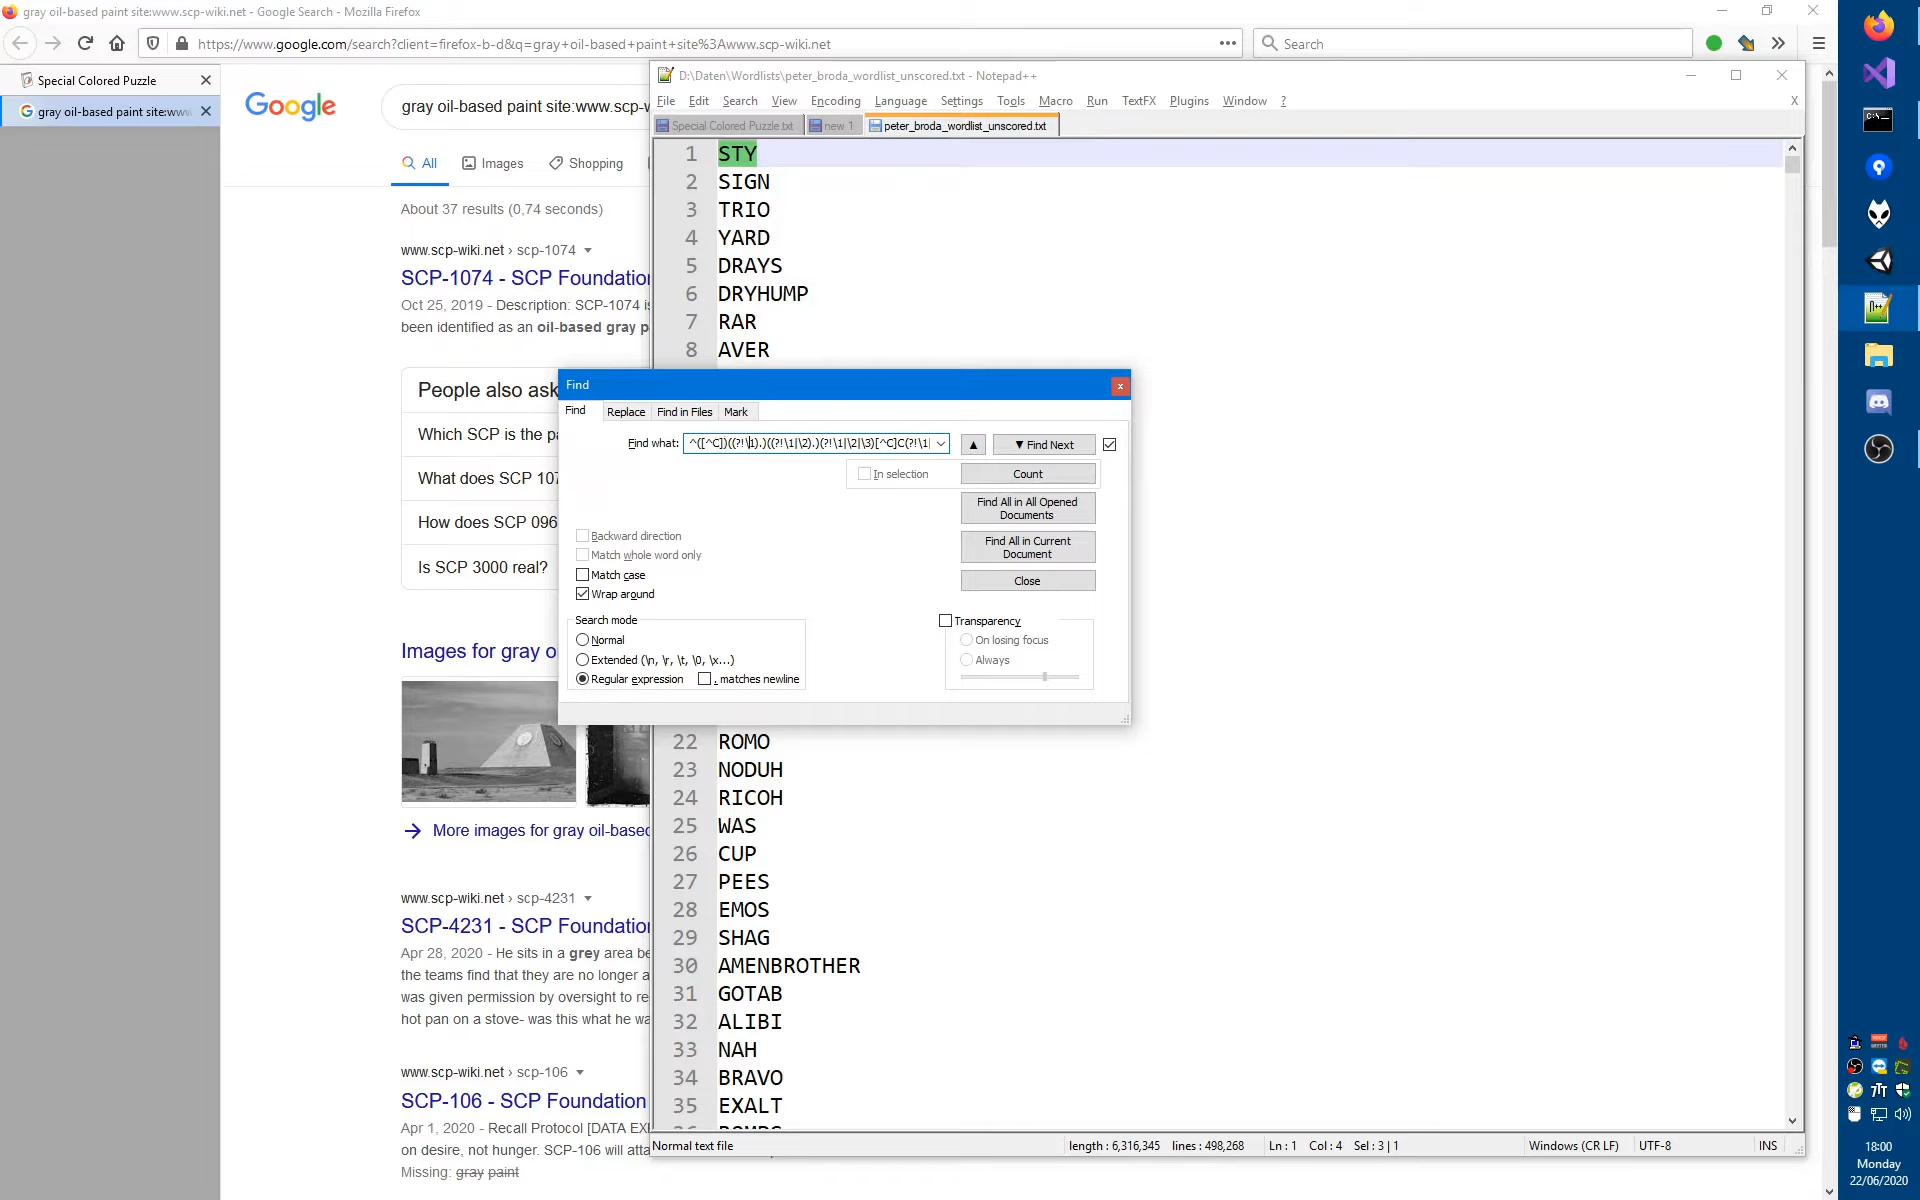 gray oil-based paint site:www.scp-wiki.net - Google Search - Mozilla Firefox
https://www.google.com/search?client=firefox-b-d&q=gray+oil-based+paint+site%3Awww.scp-wiki.net
Search
Special Colored Puzzle
gray oil-based paint site:www
Google
gray oil-based paint site:www.scp-w
All
Images
Shopping
About 37 results (0,74 seconds)
www.scp-wiki.net › scp-1074
SCP-1074 - SCP Foundation
Oct 25, 2019 - Description: SCP-1074 is
been identified as an oil-based gray p
People also ask
Which SCP is the pa
What does SCP 107
How does SCP 096
Is SCP 3000 real?
Images for gray o
More images for gray oil-based
www.scp-wiki.net › scp-4231
SCP-4231 - SCP Foundation
Apr 28, 2020 - He sits in a grey area be
the teams find that they are no longer a
was given permission by oversight to re
hot pan on a stove- was this what he wa
www.scp-wiki.net › scp-106
SCP-106 - SCP Foundation
Apr 1, 2020 - Recall Protocol [DATA EX
on desire, not hunger. SCP-106 will atta
Missing: gray paint
D:\Daten\Wordlists\peter_broda_wordlist_unscored.txt - Notepad++
File Edit Search View Encoding Language Settings Tools Macro Run TextFX Plugins Window ?
X
Special Colored Puzzle.txt
new 1
peter_broda_wordlist_unscored.txt
1 STY
2 SIGN
3 TRIO
4 YARD
5 DRAYS
6 DRYHUMP
7 RAR
8 AVER
Find
Find Replace Find in Files Mark
Find what: ^([^C])((?!\1).)((?!\1|\2).)(?!\1|\2|\3)[^C]C(?!\1|
▲
▼ Find Next
In selection
Count
Find All in All Opened
Documents
Find All in Current
Document
Close
Backward direction
Match whole word only
Match case
Wrap around
Search mode
Normal
Extended (\n, \r, \t, \0, \x...)
Regular expression
. matches newline
Transparency
On losing focus
Always
22 ROMO
23 NODUH
24 RICOH
25 WAS
26 CUP
27 PEES
28 EMOS
29 SHAG
30 AMENBROTHER
31 GOTAB
32 ALIBI
33 NAH
34 BRAVO
35 EXALT
Normal text file
length : 6,316,345 lines : 498,268
Ln : 1 Col : 4 Sel : 3 | 1
Windows (CR LF)
UTF-8
INS
18:00
Monday
22/06/2020